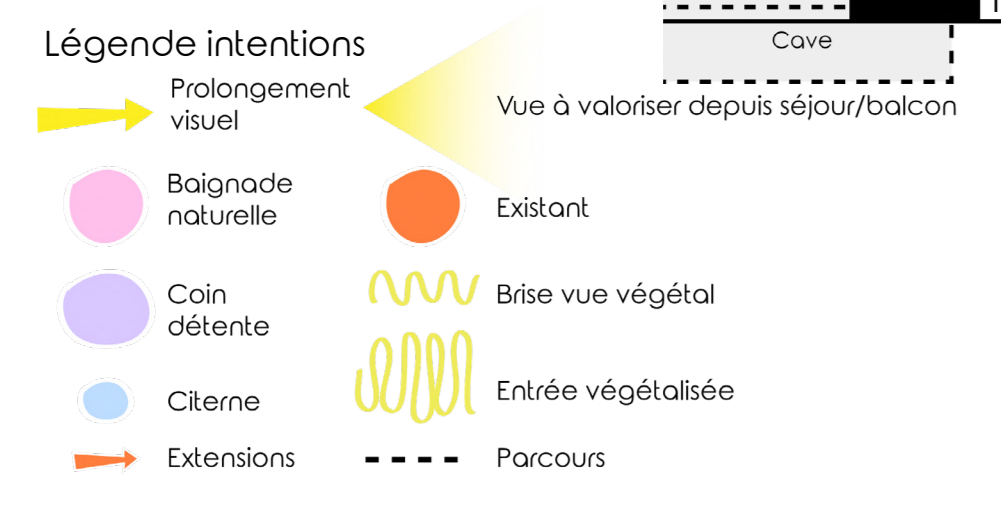 Cave
Légende intentions
Prolongement
visuel
Vue à valoriser depuis séjour/balcon
Baignade
naturelle
Existant
Coin
détente
Brise vue végétal
Citerne
Entrée végétalisée
Extensions
Parcours